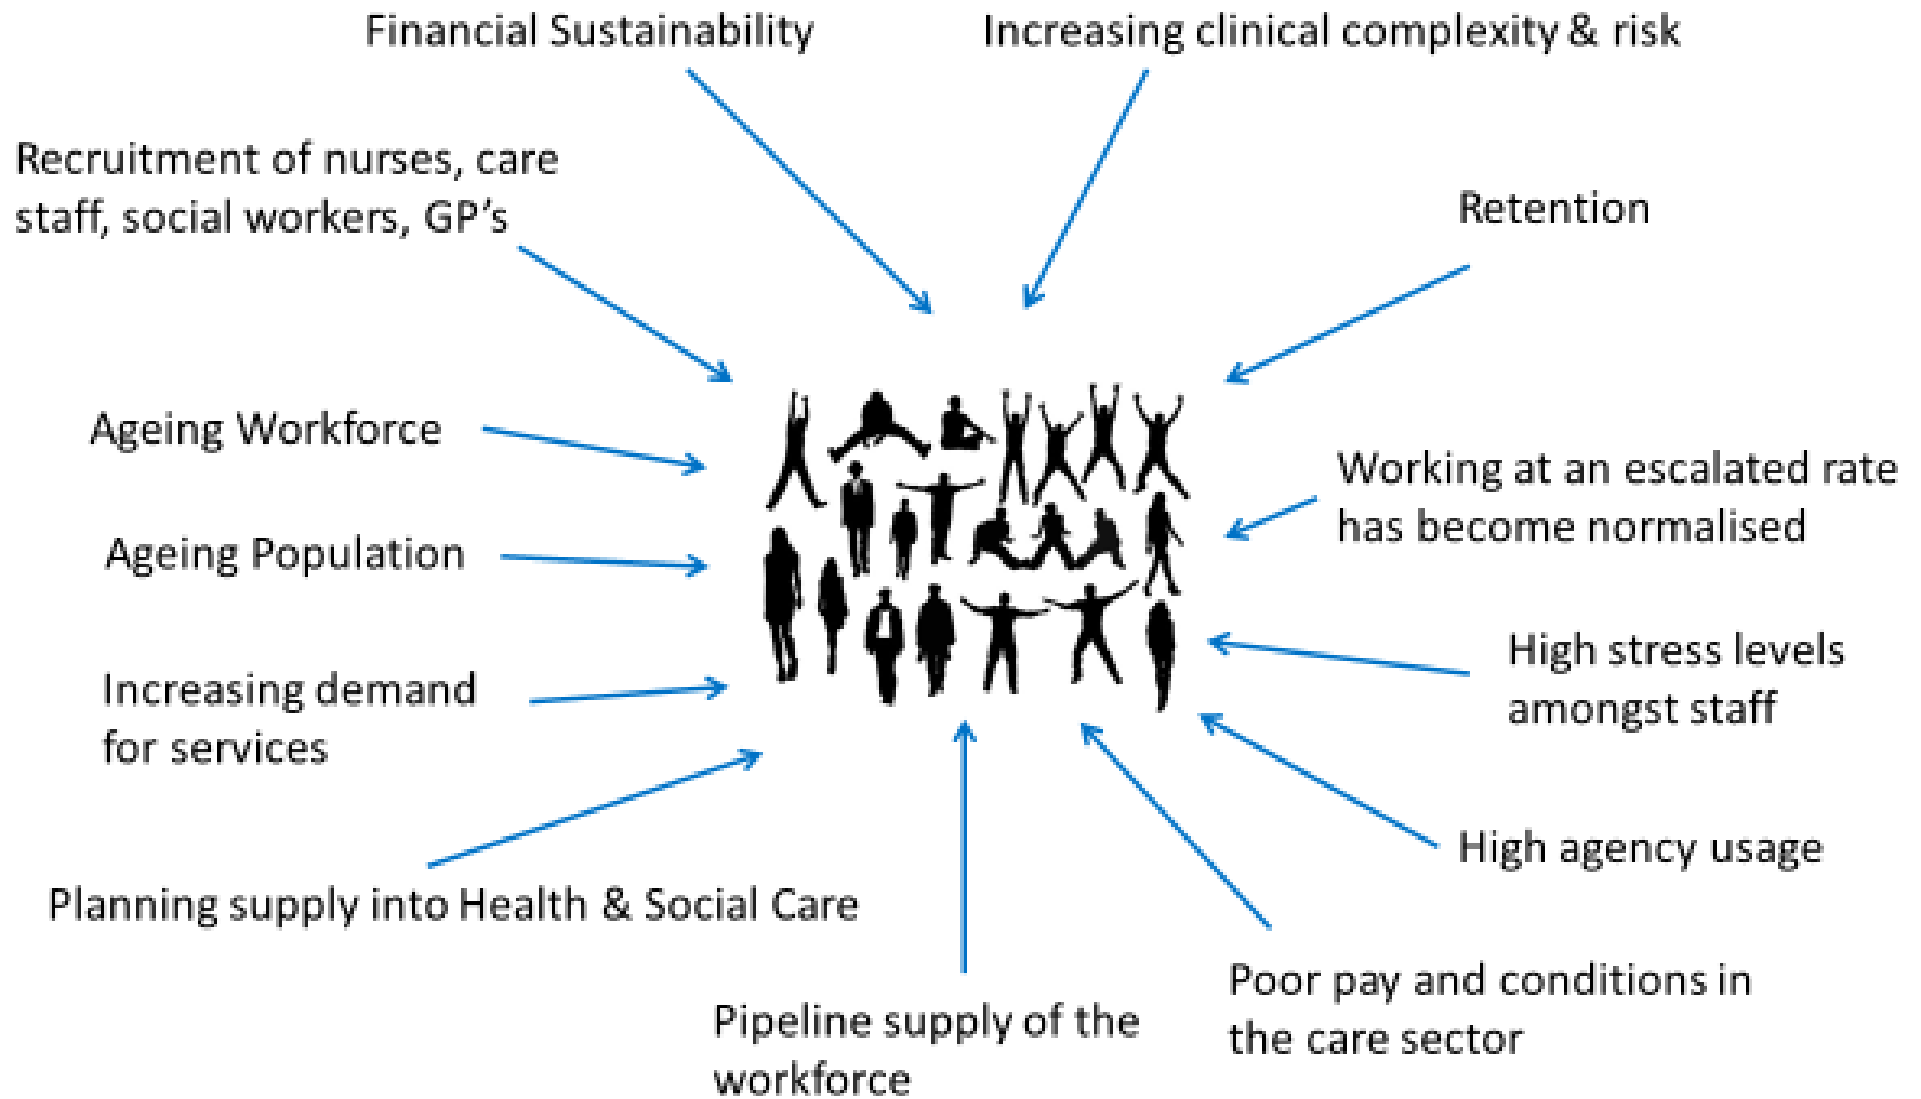 Financial Sustainability
Increasing clinical complexity & risk
Recruitment of nurses, care
staff, social workers, GP's
Retention
Ageing Workforce
Working at an escalated rate
has become normalised
Ageing Population
High stress levels
amongst staff
Increasing demand
for services
High agency usage
Planning supply into Health & Social Care
Poor pay and conditions in
the care sector
Pipeline supply of the
workforce